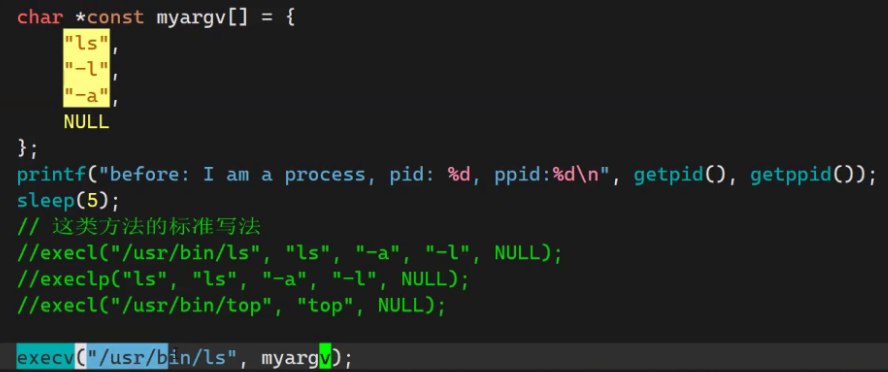 char *const myargv[] = {
    "ls",
    "-l",
    "-a",
    NULL
};
printf("before: I am a process, pid: %d, ppid:%d\n", getpid(), getppid());
sleep(5);
// 这类方法的标准写法
//execl("/usr/bin/ls", "ls", "-a", "-l", NULL);
//execlp("ls", "ls", "-a", "-l", NULL);
//execl("/usr/bin/top", "top", NULL);
execv("/usr/bin/ls", myargv);